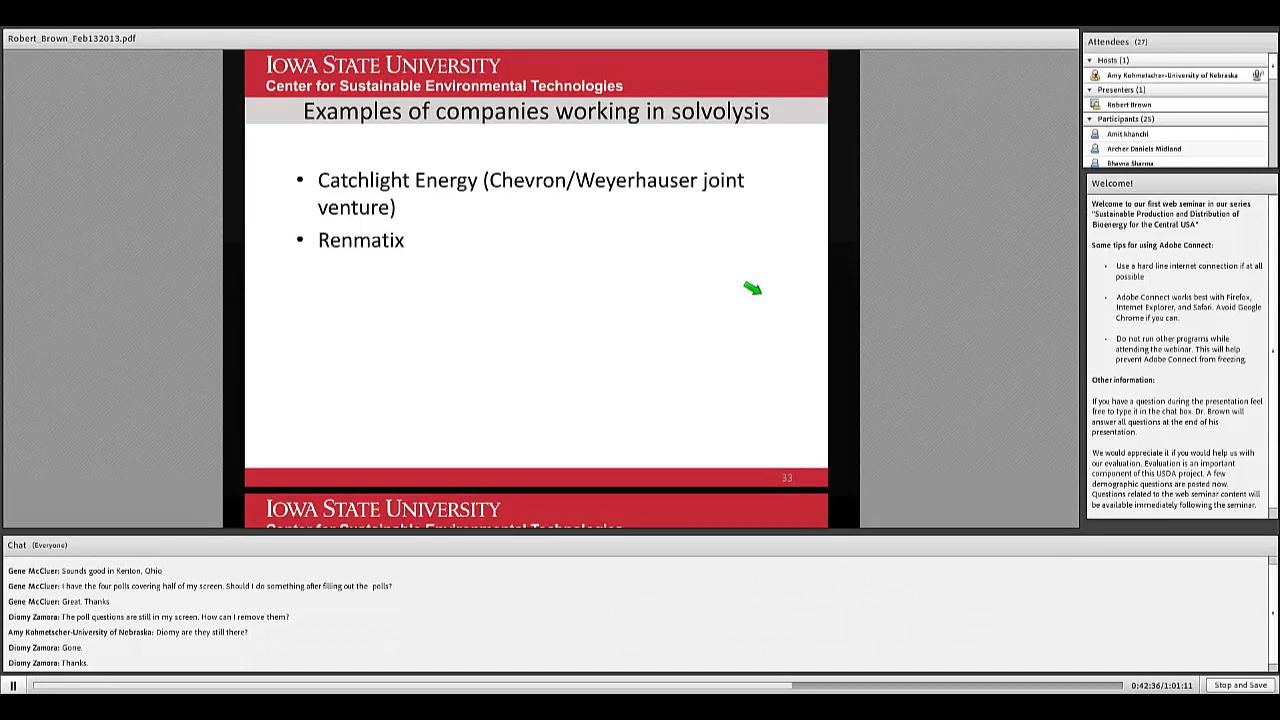 Robert_Brown_Feb132013.pdf
IOWA STATE UNIVERSITY
Center for Sustainable Environmental Technologies
Examples of companies working in solvolysis
• Catchlight Energy (Chevron/Weyerhauser joint
venture)
• Renmatix
33
IOWA STATE UNIVERSITY
Center for Sustainable Environmental Technologies
Attendees (27)
Hosts (1)
Amy Kohmetscher-University of Nebraska
Presenters (1)
Robert Brown
Participants (25)
Amit khanchi
Archer Daniels Midland
Bhavna Sharma
Welcome!
Welcome to our first web seminar in our series
"Sustainable Production and Distribution of
Bioenergy for the Central USA"
Some tips for using Adobe Connect:
· Use a hard line internet connection if at all
possible
· Adobe Connect works best with Firefox,
Internet Explorer, and Safari. Avoid Google
Chrome if you can.
· Do not run other programs while
attending the webinar. This will help
prevent Adobe Connect from freezing.
Other information:
If you have a question during the presentation feel
free to type it in the chat box. Dr. Brown will
answer all questions at the end of his
presentation.
We would appreciate it if you would help us with
our evaluation. Evaluation is an important
component of this USDA project. A few
demographic questions are posted now.
Questions related to the web seminar content will
be available immediately following the seminar.
Chat (Everyone)
Gene McCluer: Sounds good in Kenton, Ohio
Gene McCluer: I have the four polls covering half of my screen. Should I do something after filling out the polls?
Gene McCluer: Great. Thanks
Diomy Zamora: The poll questions are still in my screen. How can I remove them?
Amy Kohmetscher-University of Nebraska: Diomy are they still there?
Diomy Zamora: Gone.
Diomy Zamora: Thanks.
0:42:36/1:01:11
Stop and Save